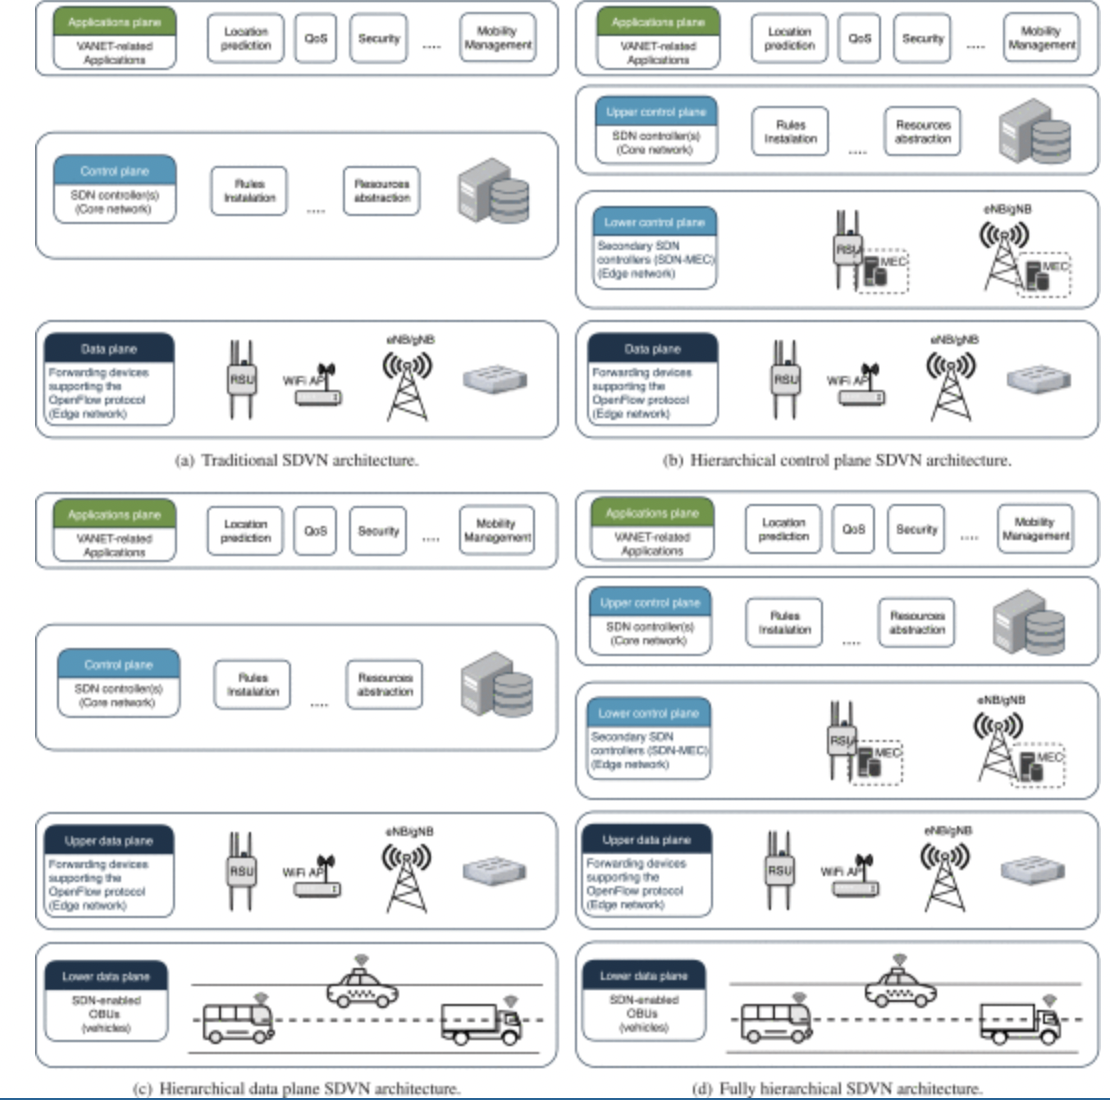 Applications plane
VANET-related
Applications
Location
prediction
QoS
Security
....
Mobility
Management
Control plane
SDN controller(s)
(Core network)
Rules
Instalation
....
Resources
abstraction
Data plane
Forwarding devices
supporting the
OpenFlow protocol
(Edge network)
RSU
WiFi AP
eNB/gNB
(a) Traditional SDVN architecture.
Applications plane
VANET-related
Applications
Location
prediction
QoS
Security
....
Mobility
Management
Upper control plane
SDN controller(s)
(Core network)
Rules
Instalation
....
Resources
abstraction
Lower control plane
Secondary SDN
controllers (SDN-MEC)
(Edge network)
RSU
MEC
eNB/gNB
MEC
Data plane
Forwarding devices
supporting the
OpenFlow protocol
(Edge network)
RSU
WiFi AP
eNB/gNB
(b) Hierarchical control plane SDVN architecture.
Applications plane
VANET-related
Applications
Location
prediction
QoS
Security
....
Mobility
Management
Control plane
SDN controller(s)
(Core network)
Rules
Instalation
....
Resources
abstraction
Upper data plane
Forwarding devices
supporting the
OpenFlow protocol
(Edge network)
RSU
WiFi AP
eNB/gNB
Lower data plane
SDN-enabled
OBUs
(vehicles)
(c) Hierarchical data plane SDVN architecture.
Applications plane
VANET-related
Applications
Location
prediction
QoS
Security
....
Mobility
Management
Upper control plane
SDN controller(s)
(Core network)
Rules
Instalation
....
Resources
abstraction
Lower control plane
Secondary SDN
controllers (SDN-MEC)
(Edge network)
RSU
MEC
eNB/gNB
MEC
Upper data plane
Forwarding devices
supporting the
OpenFlow protocol
(Edge network)
RSU
WiFi AP
eNB/gNB
Lower data plane
SDN-enabled
OBUs
(vehicles)
(d) Fully hierarchical SDVN architecture.